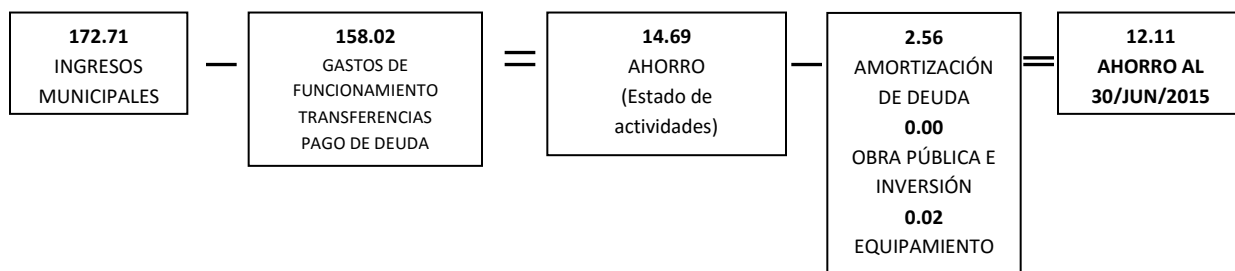 172.71
INGRESOS
MUNICIPALES
—
158.02
GASTOS DE
FUNCIONAMIENTO
TRANSFERENCIAS
PAGO DE DEUDA
=
14.69
AHORRO
(Estado de
actividades)
—
2.56
AMORTIZACIÓN
DE DEUDA
0.00
OBRA PÚBLICA E
INVERSIÓN
0.02
EQUIPAMIENTO
=
12.11
AHORRO AL
30/JUN/2015